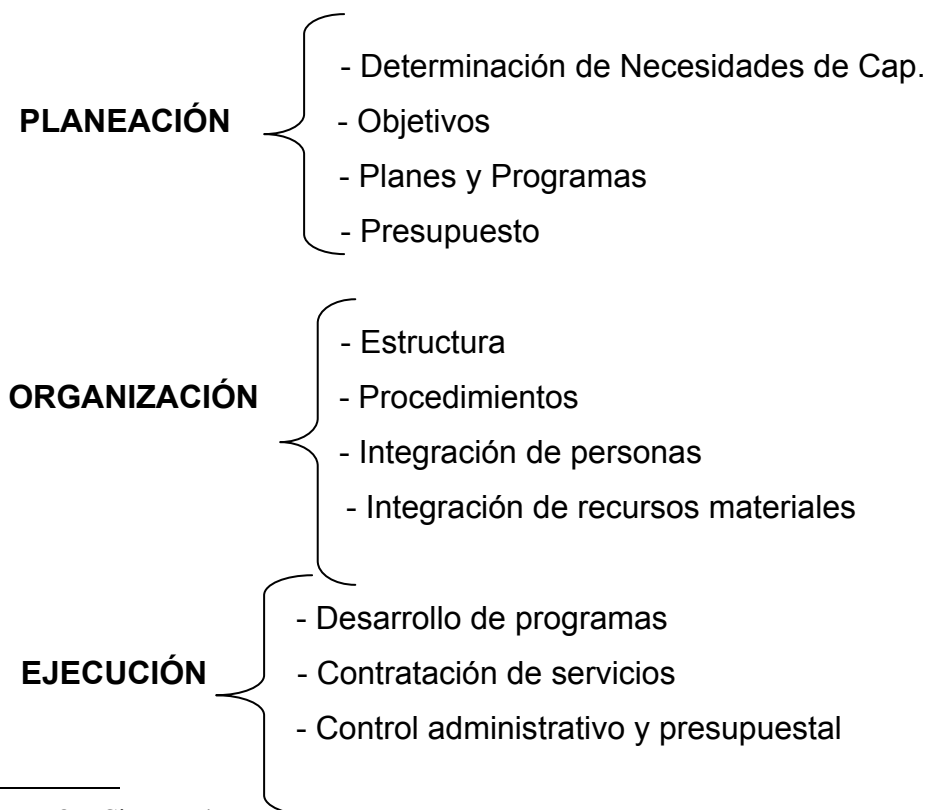 - Determinación de Necesidades de Cap.
PLANEACIÓN
- Objetivos
- Planes y Programas
- Presupuesto
- Estructura
ORGANIZACIÓN
- Procedimientos
- Integración de personas
- Integración de recursos materiales
- Desarrollo de programas
EJECUCIÓN
- Contratación de servicios
- Control administrativo y presupuestal